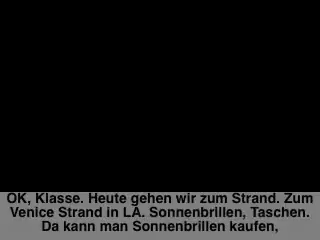 OK, Klasse. Heute gehen wir zum Strand. Zum
Venice Strand in LA. Sonnenbrillen, Taschen.
Da kann man Sonnenbrillen kaufen,